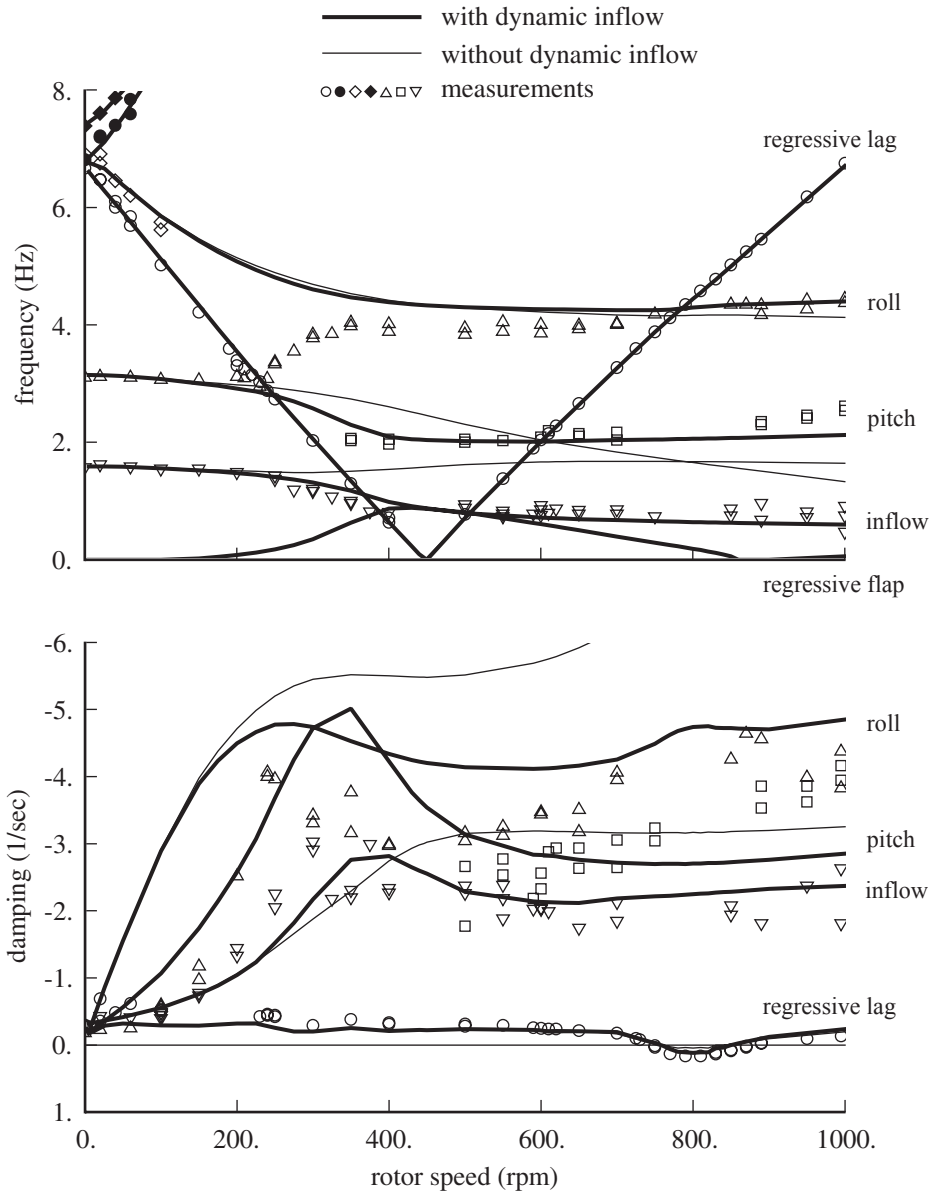 with dynamic inflow
without dynamic inflow
measurements
8.
6.
4.
2.
0.
frequency (Hz)
regressive lag
roll
pitch
inflow
regressive flap
-6.
-5.
-4.
-3.
-2.
-1.
0.
1.
damping (1/sec)
roll
pitch
inflow
regressive lag
0. 200. 400. 600. 800. 1000.
rotor speed (rpm)